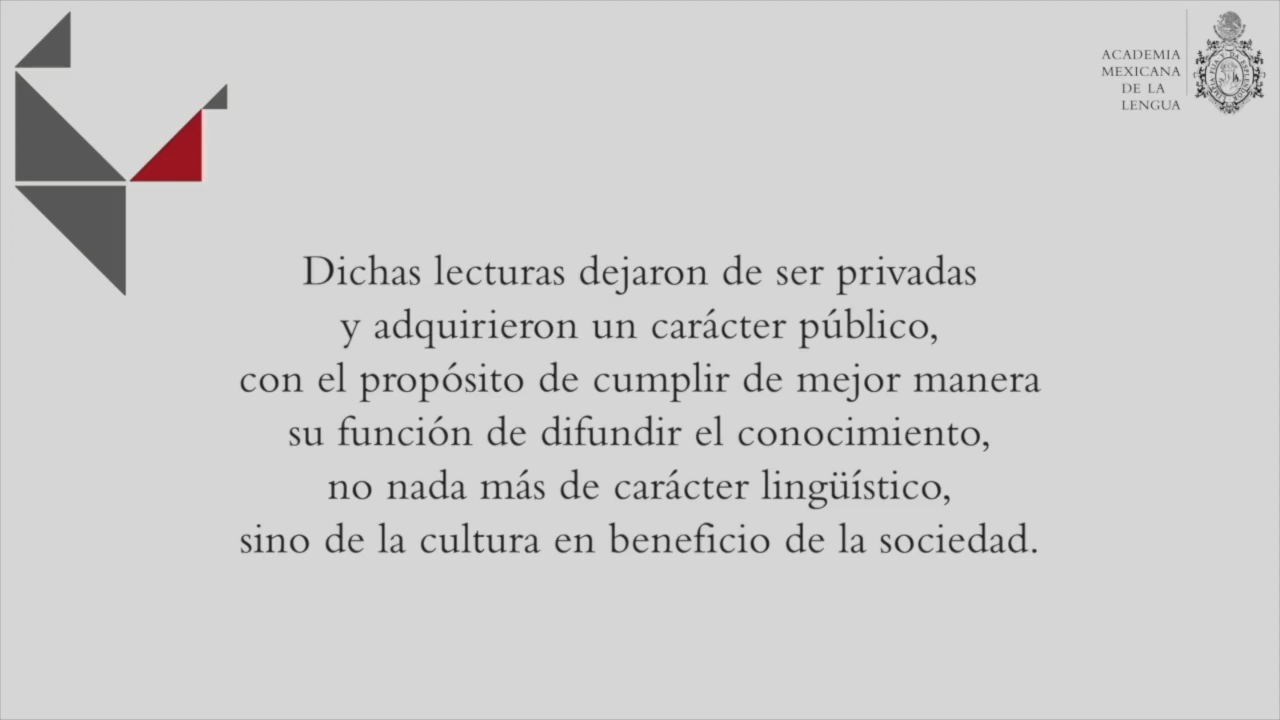 ACADEMIA
MEXICANA
DE LA
LENGUA
Dichas lecturas dejaron de ser privadas
y adquirieron un carácter público,
con el propósito de cumplir de mejor manera
su función de difundir el conocimiento,
no nada más de carácter lingüístico,
sino de la cultura en beneficio de la sociedad.